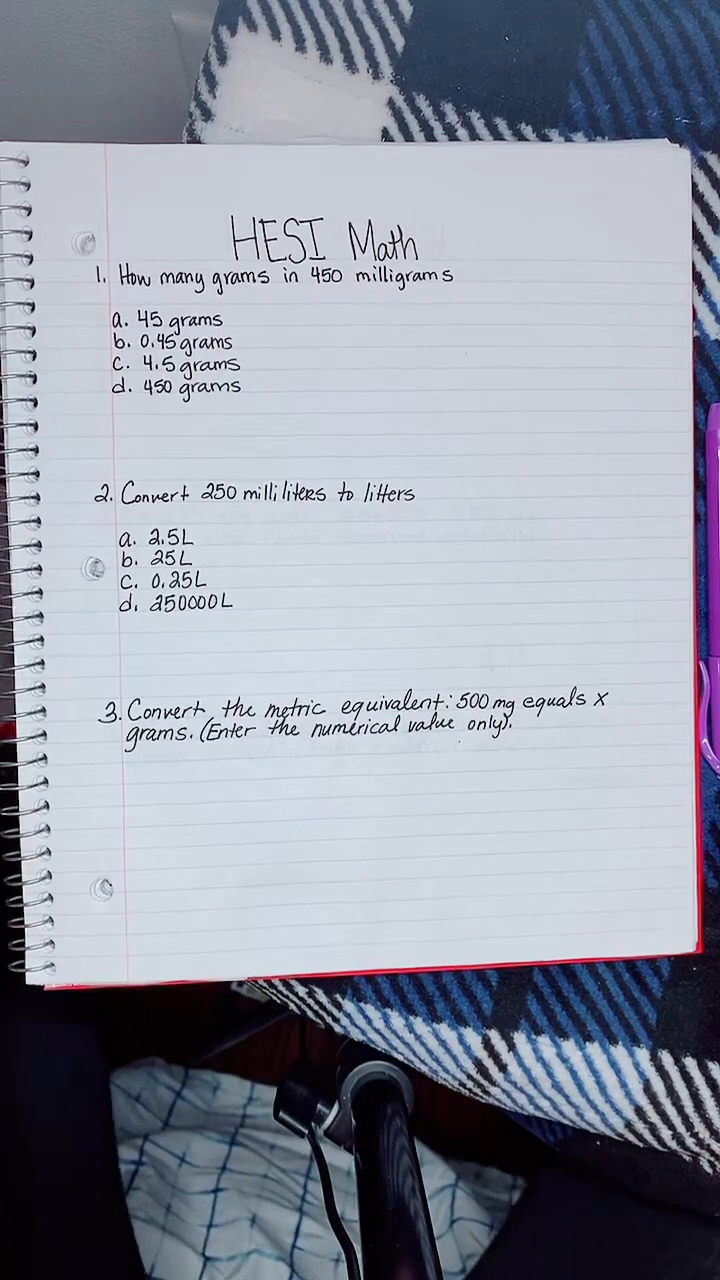 HESI Math
1. How many grams in 450 milligrams
a. 45 grams
b. 0.45 grams
c. 4.5 grams
d. 450 grams
2. Convert 250 milliliters to litters
a. 2.5L
b. 25L
c. 0.25L
d. 250000L
3. Convert the metric equivalent: 500 mg equals x
grams. (Enter the numerical value only).